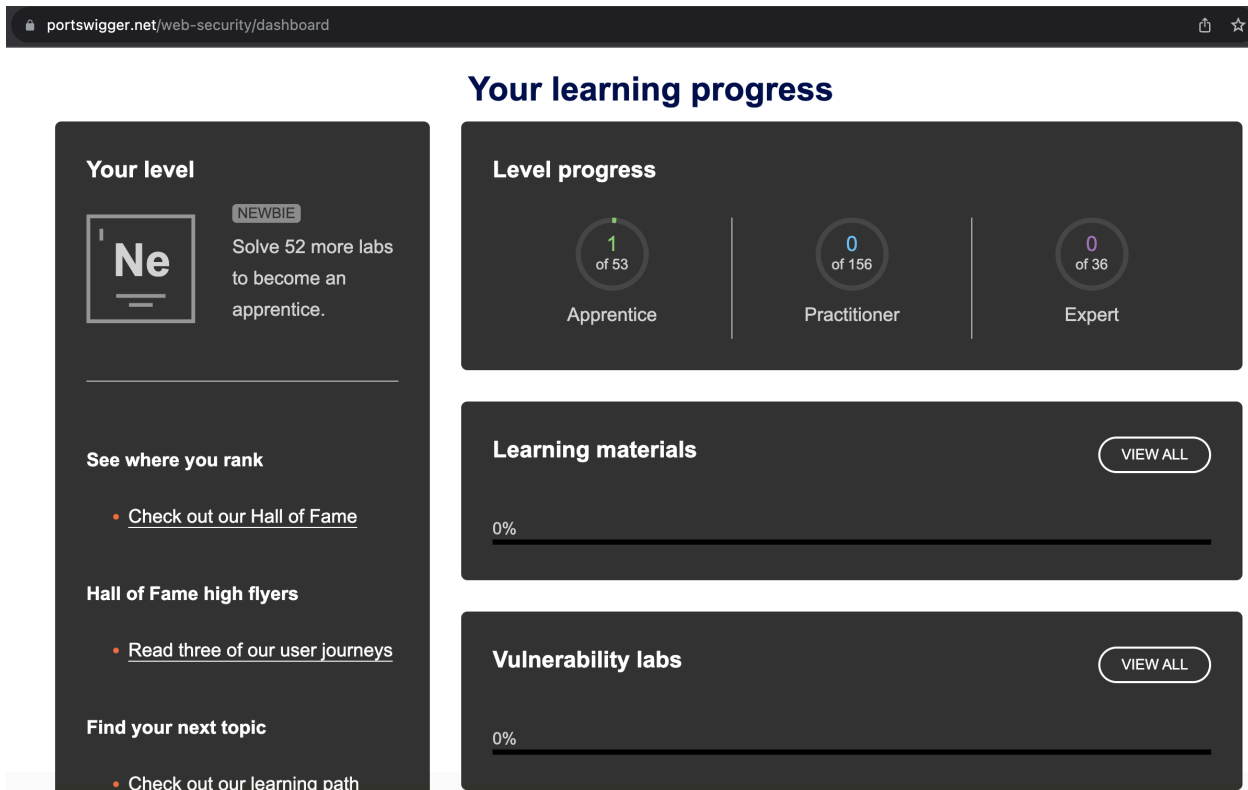 portswigger.net/web-security/dashboard
Your learning progress
Your level
Ne
NEWBIE
Solve 52 more labs
to become an
apprentice.
See where you rank
• Check out our Hall of Fame
Hall of Fame high flyers
• Read three of our user journeys
Find your next topic
• Check out our learning path
Level progress
1
of 53
Apprentice
0
of 156
Practitioner
0
of 36
Expert
Learning materials
VIEW ALL
0%
Vulnerability labs
VIEW ALL
0%